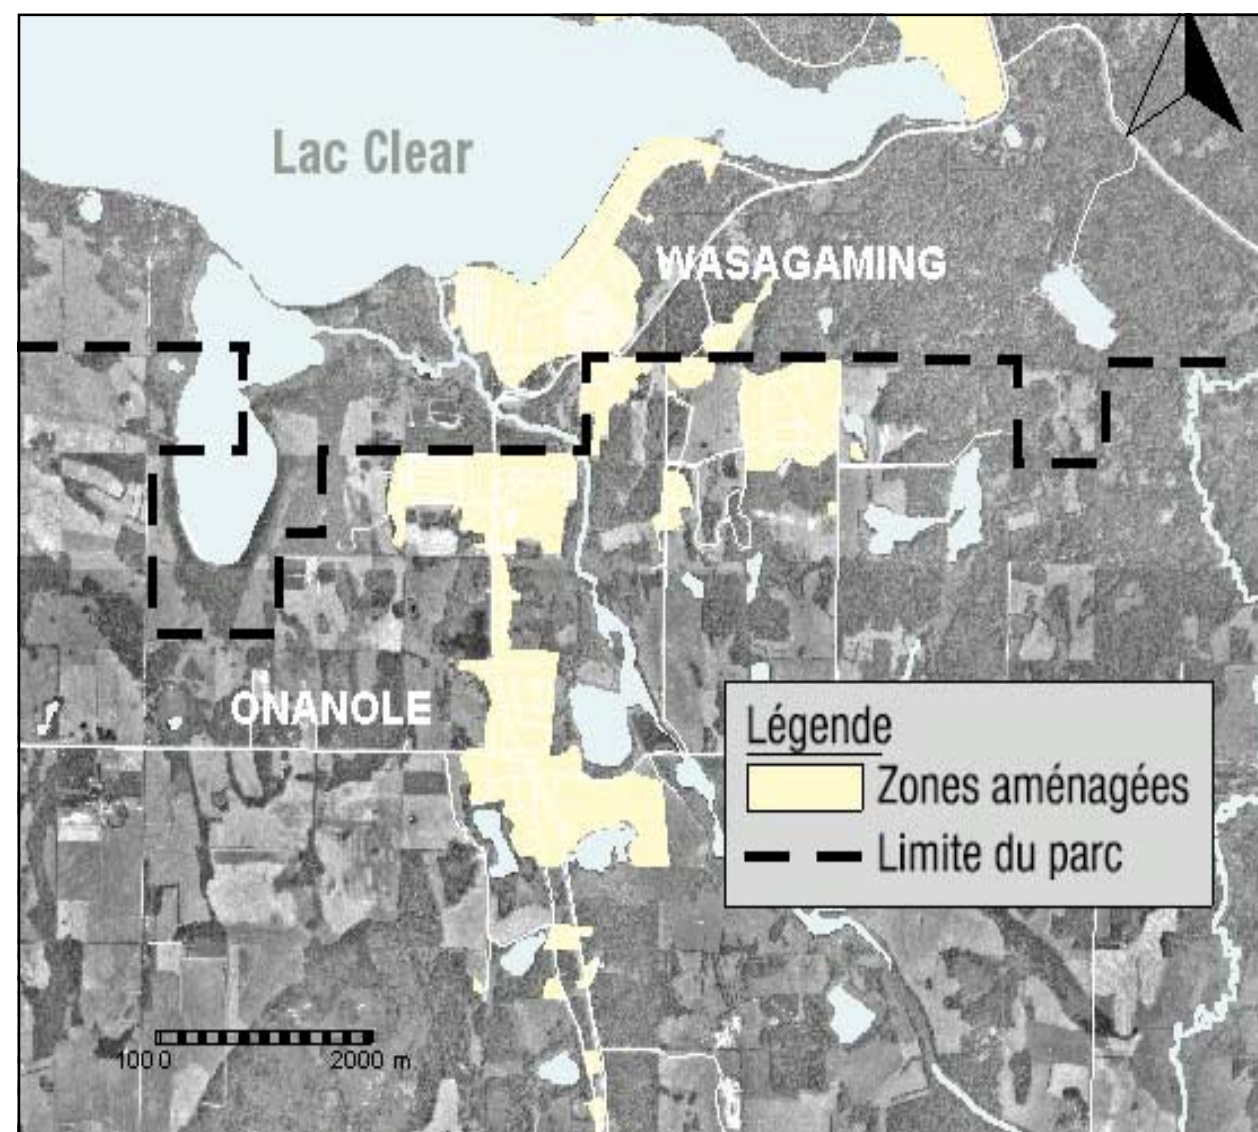 Lac Clear
WASAGAMING
ONANOLE
Légende
Zones aménagées
Limite du parc
1000 2000 m